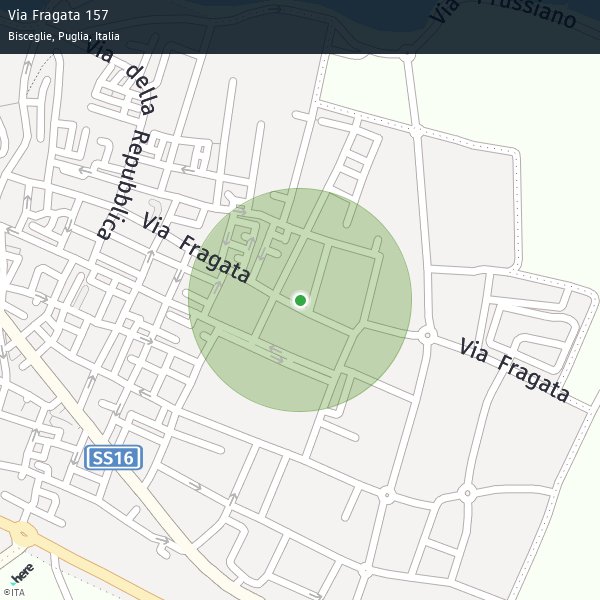 Via Fragata 157
Bisceglie, Puglia, Italia
Via Prussiano
Via della Repubblica
Via Fragata
Via Fragata
SS16
here
©ITA